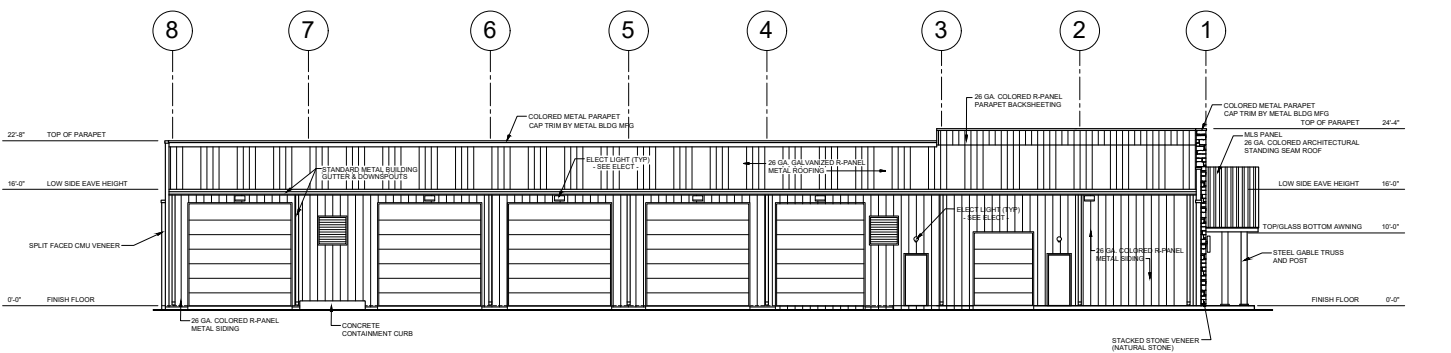 8
7
6
5
4
3
2
1
22'-8" TOP OF PARAPET
16'-0" LOW SIDE EAVE HEIGHT
SPLIT FACED CMU VENEER
0'-0" FINISH FLOOR
26 GA. COLORED R-PANEL
METAL SIDING
STANDARD METAL BUILDING
GUTTER & DOWNSPOUTS
CONCRETE
CONTAINMENT CURB
COLORED METAL PARAPET
CAP TRIM BY METAL BLDG MFG
ELECT LIGHT (TYP)
- SEE ELECT -
26 GA. GALVANIZED R-PANEL
METAL ROOFING
26 GA. COLORED R-PANEL
PARAPET BACKSHEETING
ELECT LIGHT (TYP)
- SEE ELECT -
26 GA. COLORED R-PANEL
METAL SIDING
COLORED METAL PARAPET
CAP TRIM BY METAL BLDG MFG
TOP OF PARAPET 24'-4"
MLS PANEL
26 GA. COLORED ARCHITECTURAL
STANDING SEAM ROOF
LOW SIDE EAVE HEIGHT 16'-0"
TOP/GLASS BOTTOM AWNING 10'-0"
STEEL GABLE TRUSS
AND POST
FINISH FLOOR 0'-0"
STACKED STONE VENEER
(NATURAL STONE)